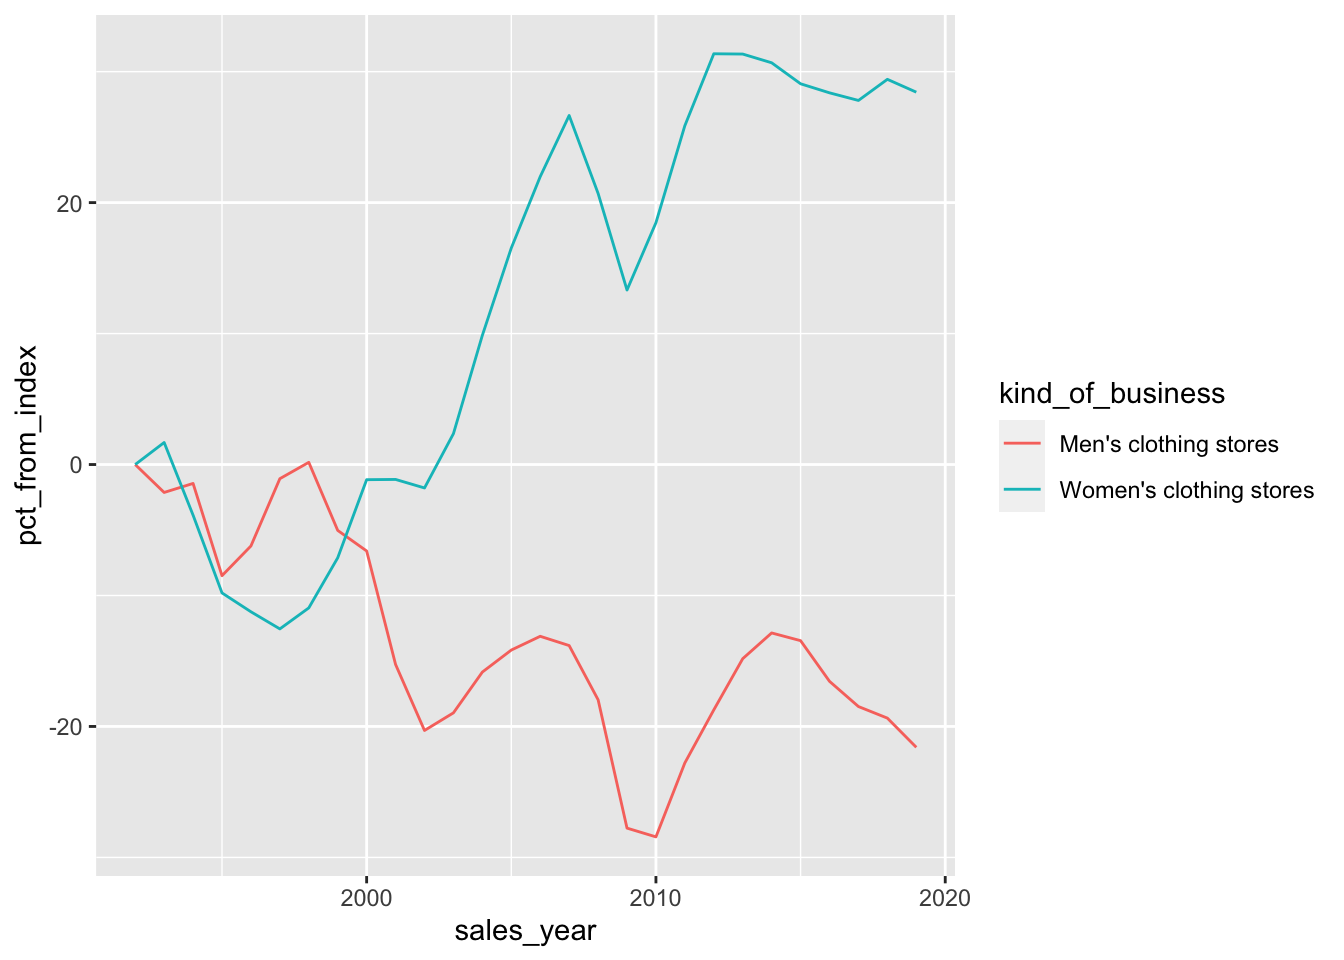 20
0
-20
pct_from_index
2000
2010
2020
sales_year
kind_of_business
Men's clothing stores
Women's clothing stores